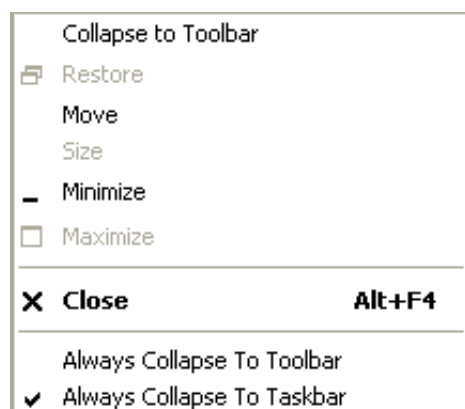 Collapse to Toolbar
Restore
Move
Size
Minimize
Maximize
Close Alt+F4
Always Collapse To Toolbar
Always Collapse To Taskbar